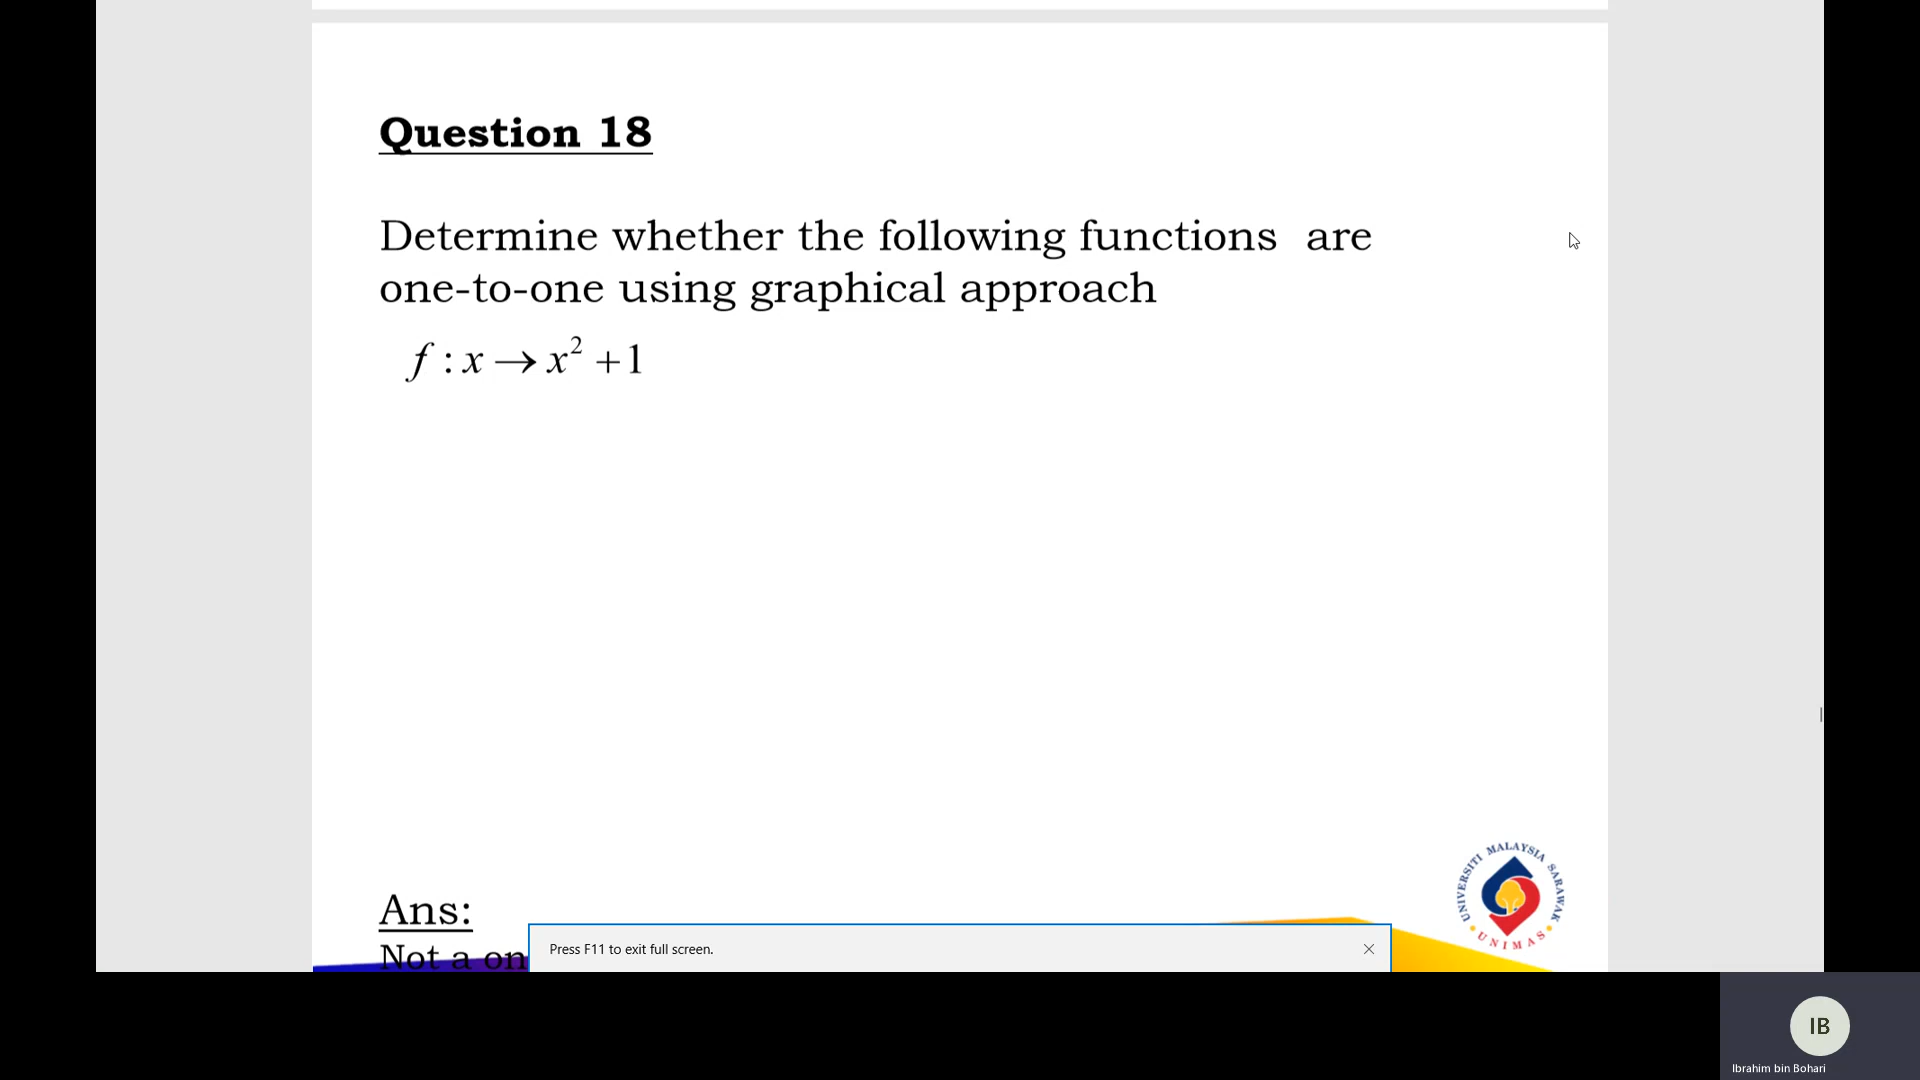 Question 18
Determine whether the following functions are
one-to-one using graphical approach
f : x → x² + 1
UNIVERSITI MALAYSIA SARAWAK
UNIMAS
Ans:
Not a on
Press F11 to exit full screen.
IB
Ibrahim bin Bohari